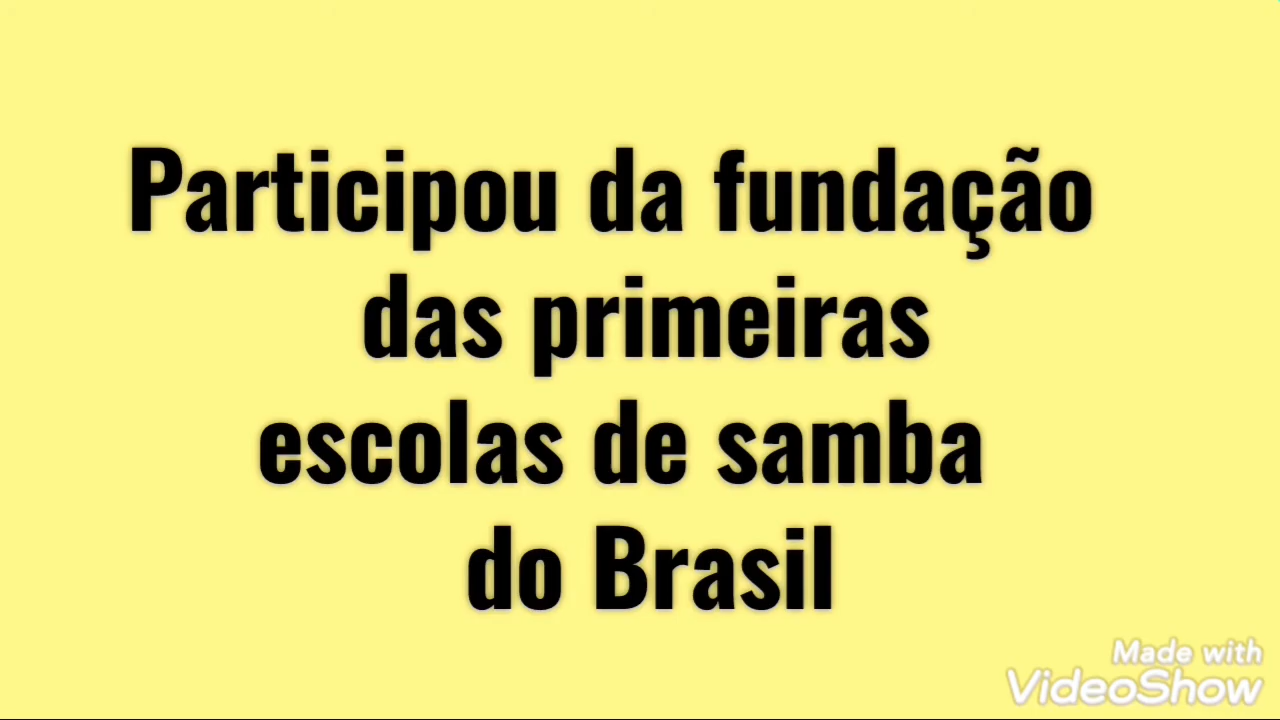 Participou da fundação
das primeiras
escolas de samba
do Brasil
Made with
VideoShow